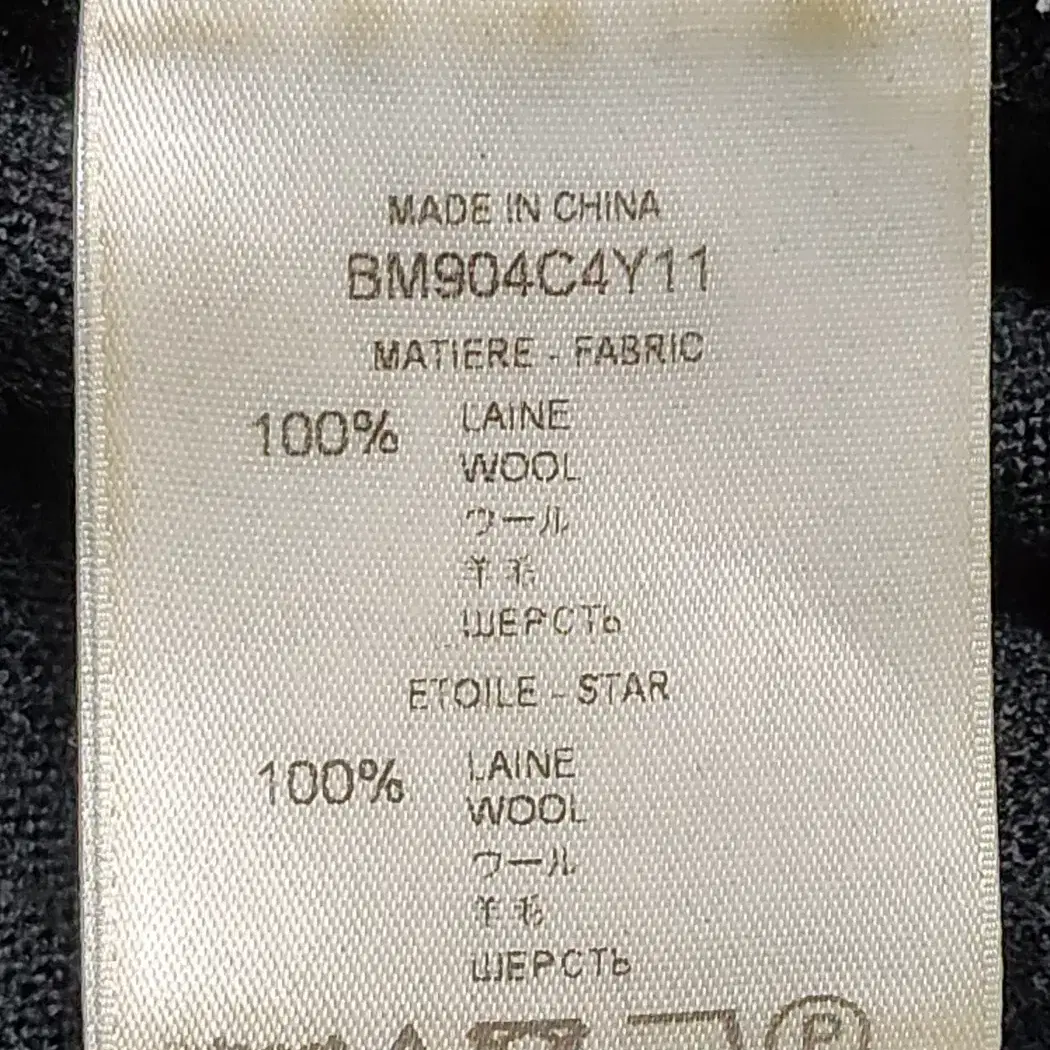 MADE IN CHINA
BM904C4Y11
MATIERE - FABRIC
100% LAINE
WOOL
ウール
羊毛
ШЕРСТЬ
ETOILE - STAR
100% LAINE
WOOL
ウール
羊毛
ШЕРСТЬ
P